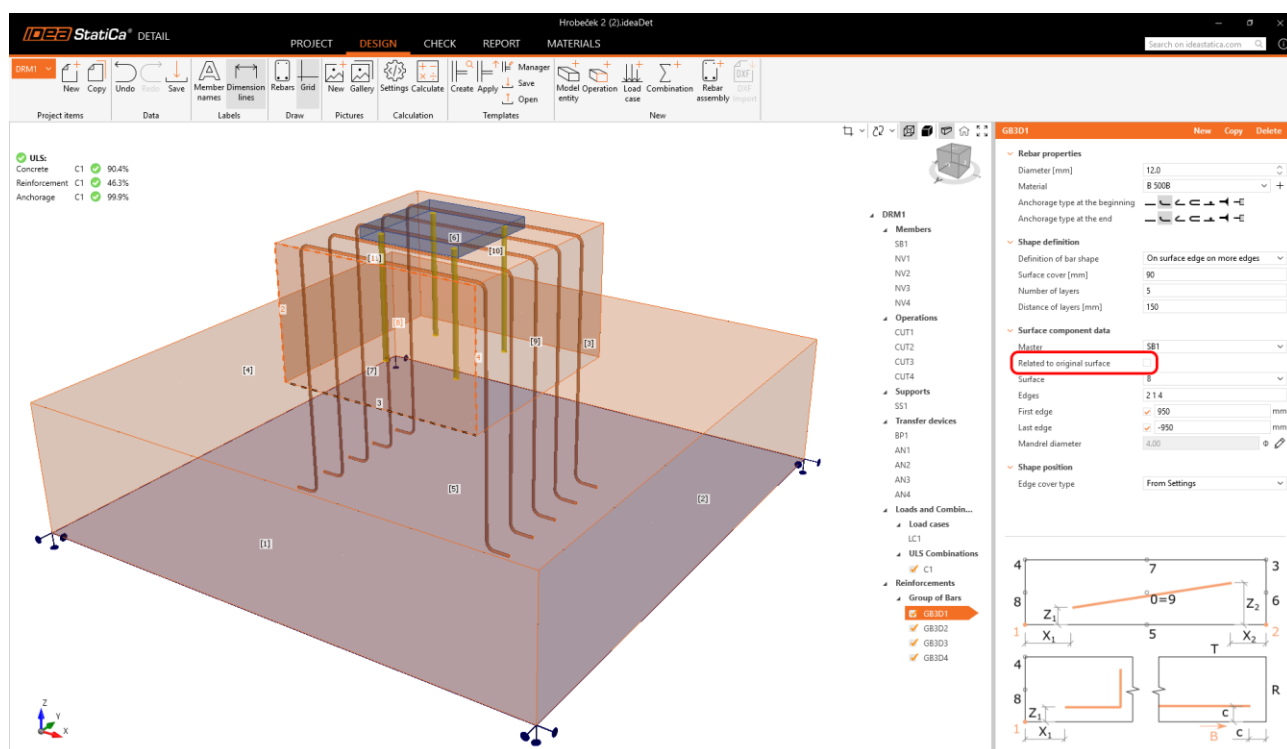 Hrobeček 2 (2).ideaDet
IDEA StatiCa® DETAIL
PROJECT DESIGN CHECK REPORT MATERIALS
Search on ideastatica.com
DRM1
New Copy Undo Redo Save Member names Dimension lines Rebars Grid New Gallery Settings Calculate Create Apply Manager Save Open Model entity Operation Load case Combination Rebar assembly DXF Import
Project items Data Labels Draw Pictures Calculation Templates New
ULS:
Concrete C1 90.4%
Reinforcement C1 46.3%
Anchorage C1 99.9%
[6]
[10]
[11]
2
[8]
[9]
[3]
[4]
[7]
4
3
[5]
[2]
[1]
Z
Y
X
DRM1
Members
SB1
NV1
NV2
NV3
NV4
Operations
CUT1
CUT2
CUT3
CUT4
Supports
SS1
Transfer devices
BP1
AN1
AN2
AN3
AN4
Loads and Combin...
Load cases
LC1
ULS Combinations
C1
Reinforcements
Group of Bars
GB3D1
GB3D2
GB3D3
GB3D4
GB3D1 New Copy Delete
Rebar properties
Diameter [mm] 12.0
Material B 500B
Anchorage type at the beginning
Anchorage type at the end
Shape definition
Definition of bar shape On surface edge on more edges
Surface cover [mm] 90
Number of layers 5
Distance of layers [mm] 150
Surface component data
Master SB1
Related to original surface
Surface 8
Edges 2 1 4
First edge 950 mm
Last edge -950 mm
Mandrel diameter 4.00 Φ
Shape position
Edge cover type From Settings
4 7 3
8 0=9 Z2 6
Z1
1 X1 5 X2 2
T
4
8 R
Z1 c
1 X1 B c